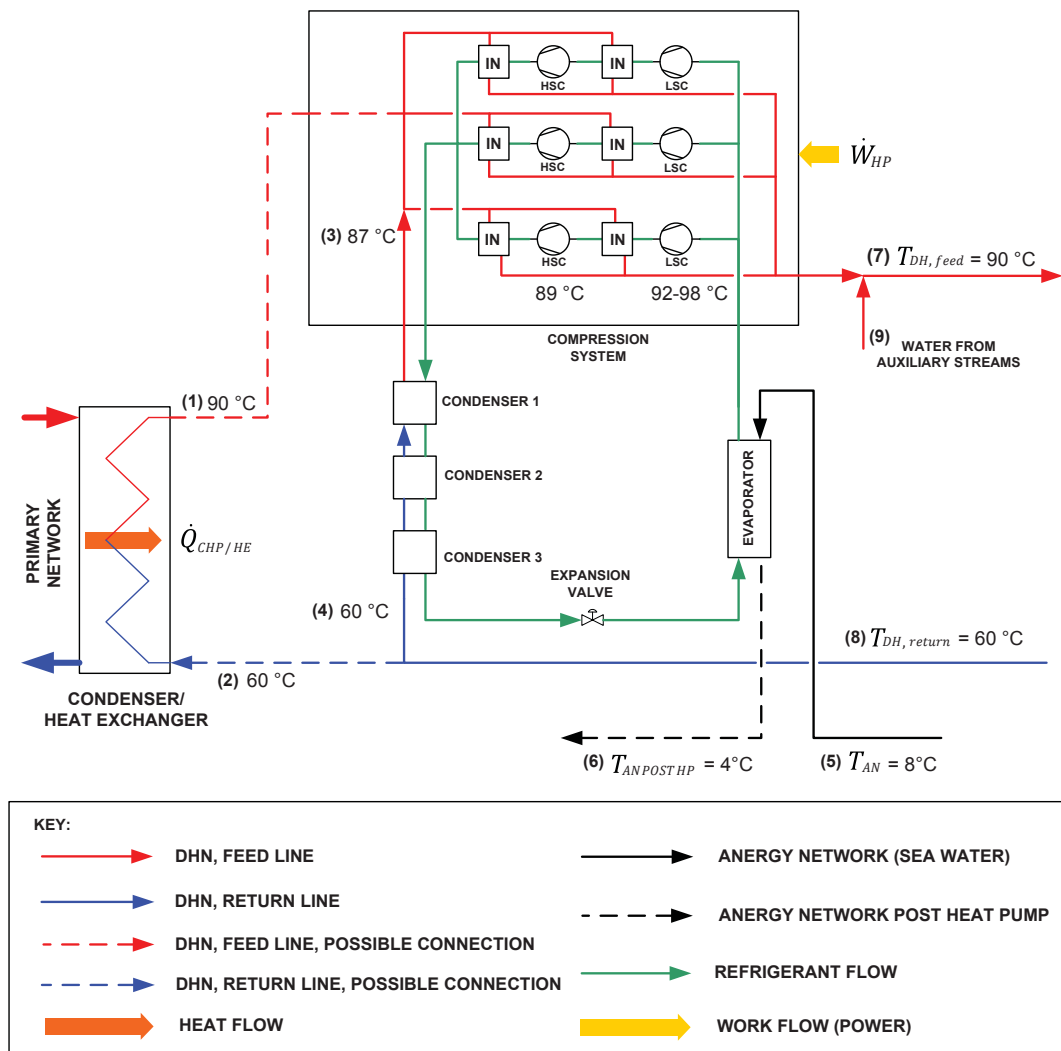 IN
IN
HSC
LSC
IN
IN
HSC
LSC
Ẇ_HP
(3) 87 °C
IN
IN
HSC
LSC
(7) T_DH, feed = 90 °C
89 °C
92-98 °C
COMPRESSION
SYSTEM
(9)
WATER FROM
AUXILIARY STREAMS
(1) 90 °C
CONDENSER 1
CONDENSER 2
CONDENSER 3
EVAPORATOR
PRIMARY
NETWORK
Q̇_CHP/HE
EXPANSION
VALVE
(4) 60 °C
(8) T_DH, return = 60 °C
(2) 60 °C
CONDENSER/
HEAT EXCHANGER
(6) T_AN POST HP = 4°C
(5) T_AN = 8°C
KEY:
DHN, FEED LINE
DHN, RETURN LINE
DHN, FEED LINE, POSSIBLE CONNECTION
DHN, RETURN LINE, POSSIBLE CONNECTION
HEAT FLOW
ANERGY NETWORK (SEA WATER)
ANERGY NETWORK POST HEAT PUMP
REFRIGERANT FLOW
WORK FLOW (POWER)